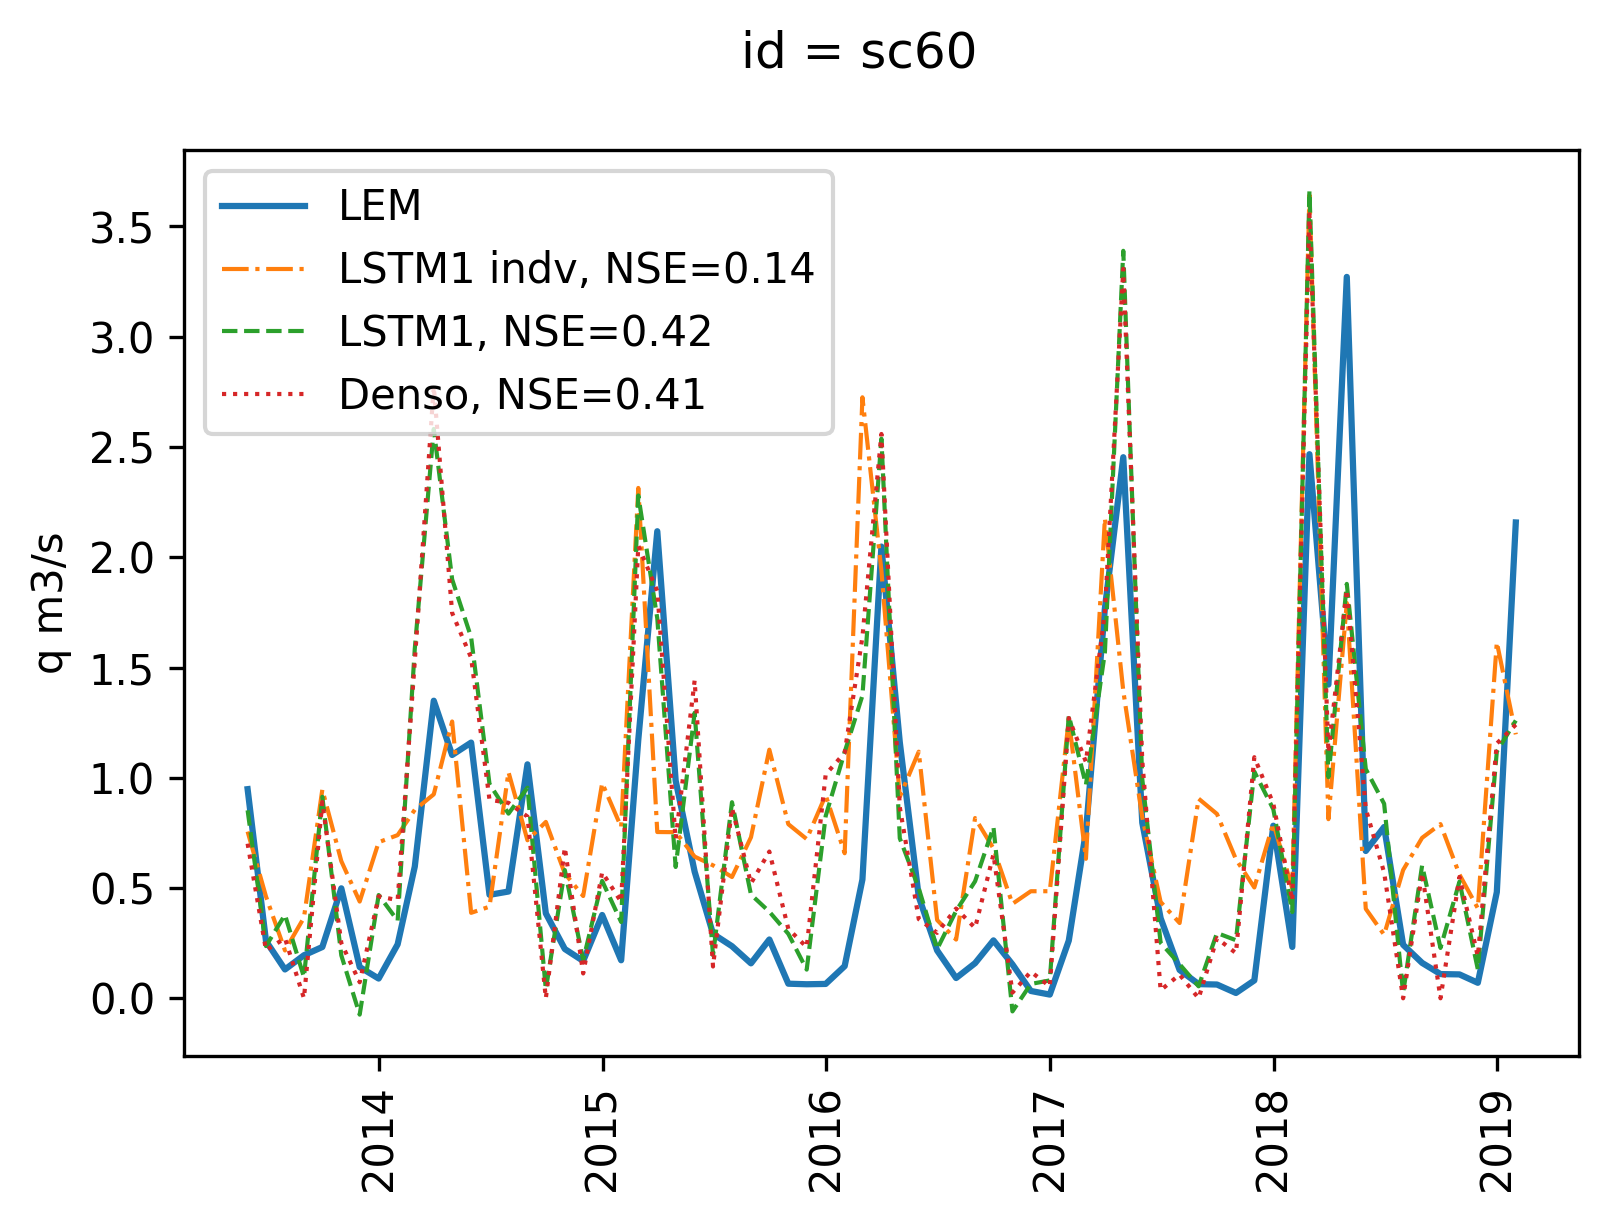 id = sc60
LEM
LSTM1 indv, NSE=0.14
LSTM1, NSE=0.42
Denso, NSE=0.41
q m3/s
3.5
3.0
2.5
2.0
1.5
1.0
0.5
0.0
2014
2015
2016
2017
2018
2019